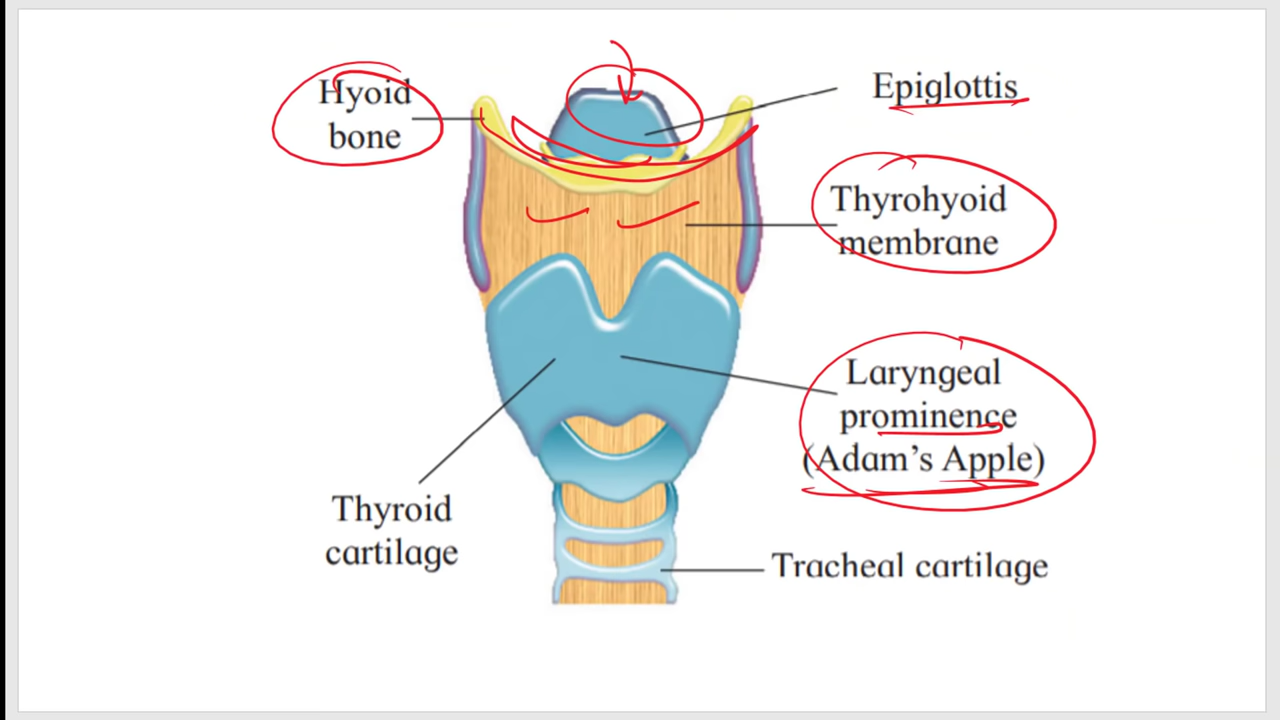 Hyoid
bone
Epiglottis
Thyrohyoid
membrane
Laryngeal
prominence
(Adam's Apple)
Thyroid
cartilage
Tracheal cartilage